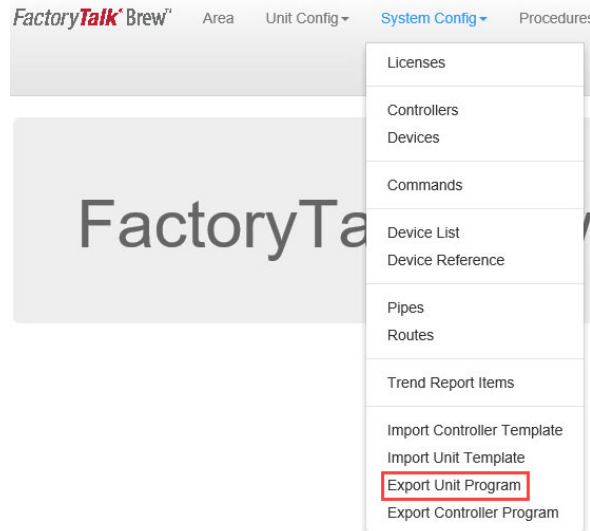 FactoryTalk Brew™ Area Unit Config System Config Procedures
Licenses
Controllers
Devices
Commands
FactoryTa
Device List
Device Reference
Pipes
Routes
Trend Report Items
Import Controller Template
Import Unit Template
Export Unit Program
Export Controller Program